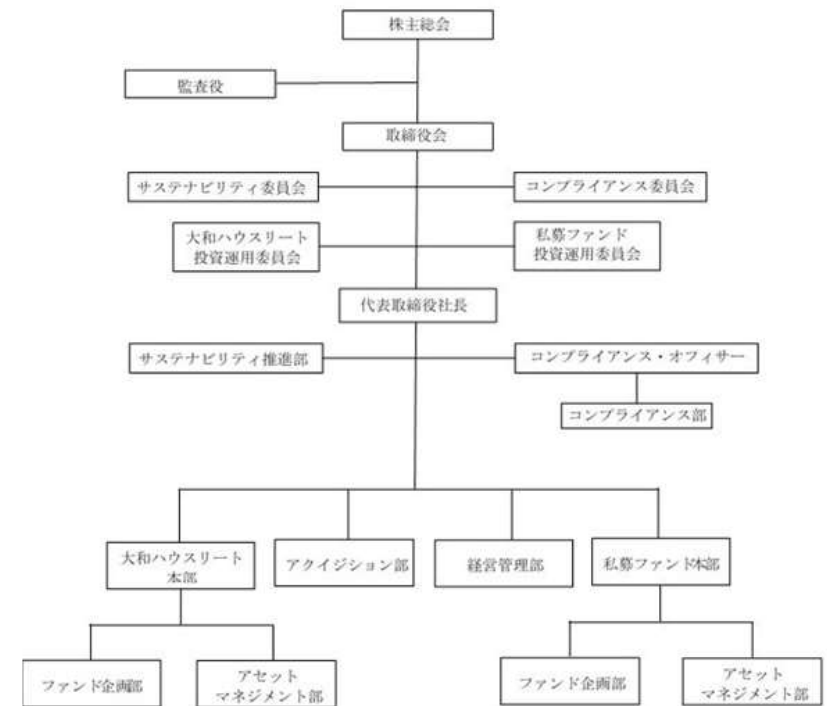 株主総会
監査役
取締役会
サステナビリティ委員会
コンプライアンス委員会
大和ハウスリート
投資運用委員会
私募ファンド
投資運用委員会
代表取締役社長
サステナビリティ推進部
コンプライアンス・オフィサー
コンプライアンス部
大和ハウスリート
本部
アクイジション部
経営管理部
私募ファンド本部
ファンド企画部
アセット
マネジメント部
ファンド企画部
アセット
マネジメント部